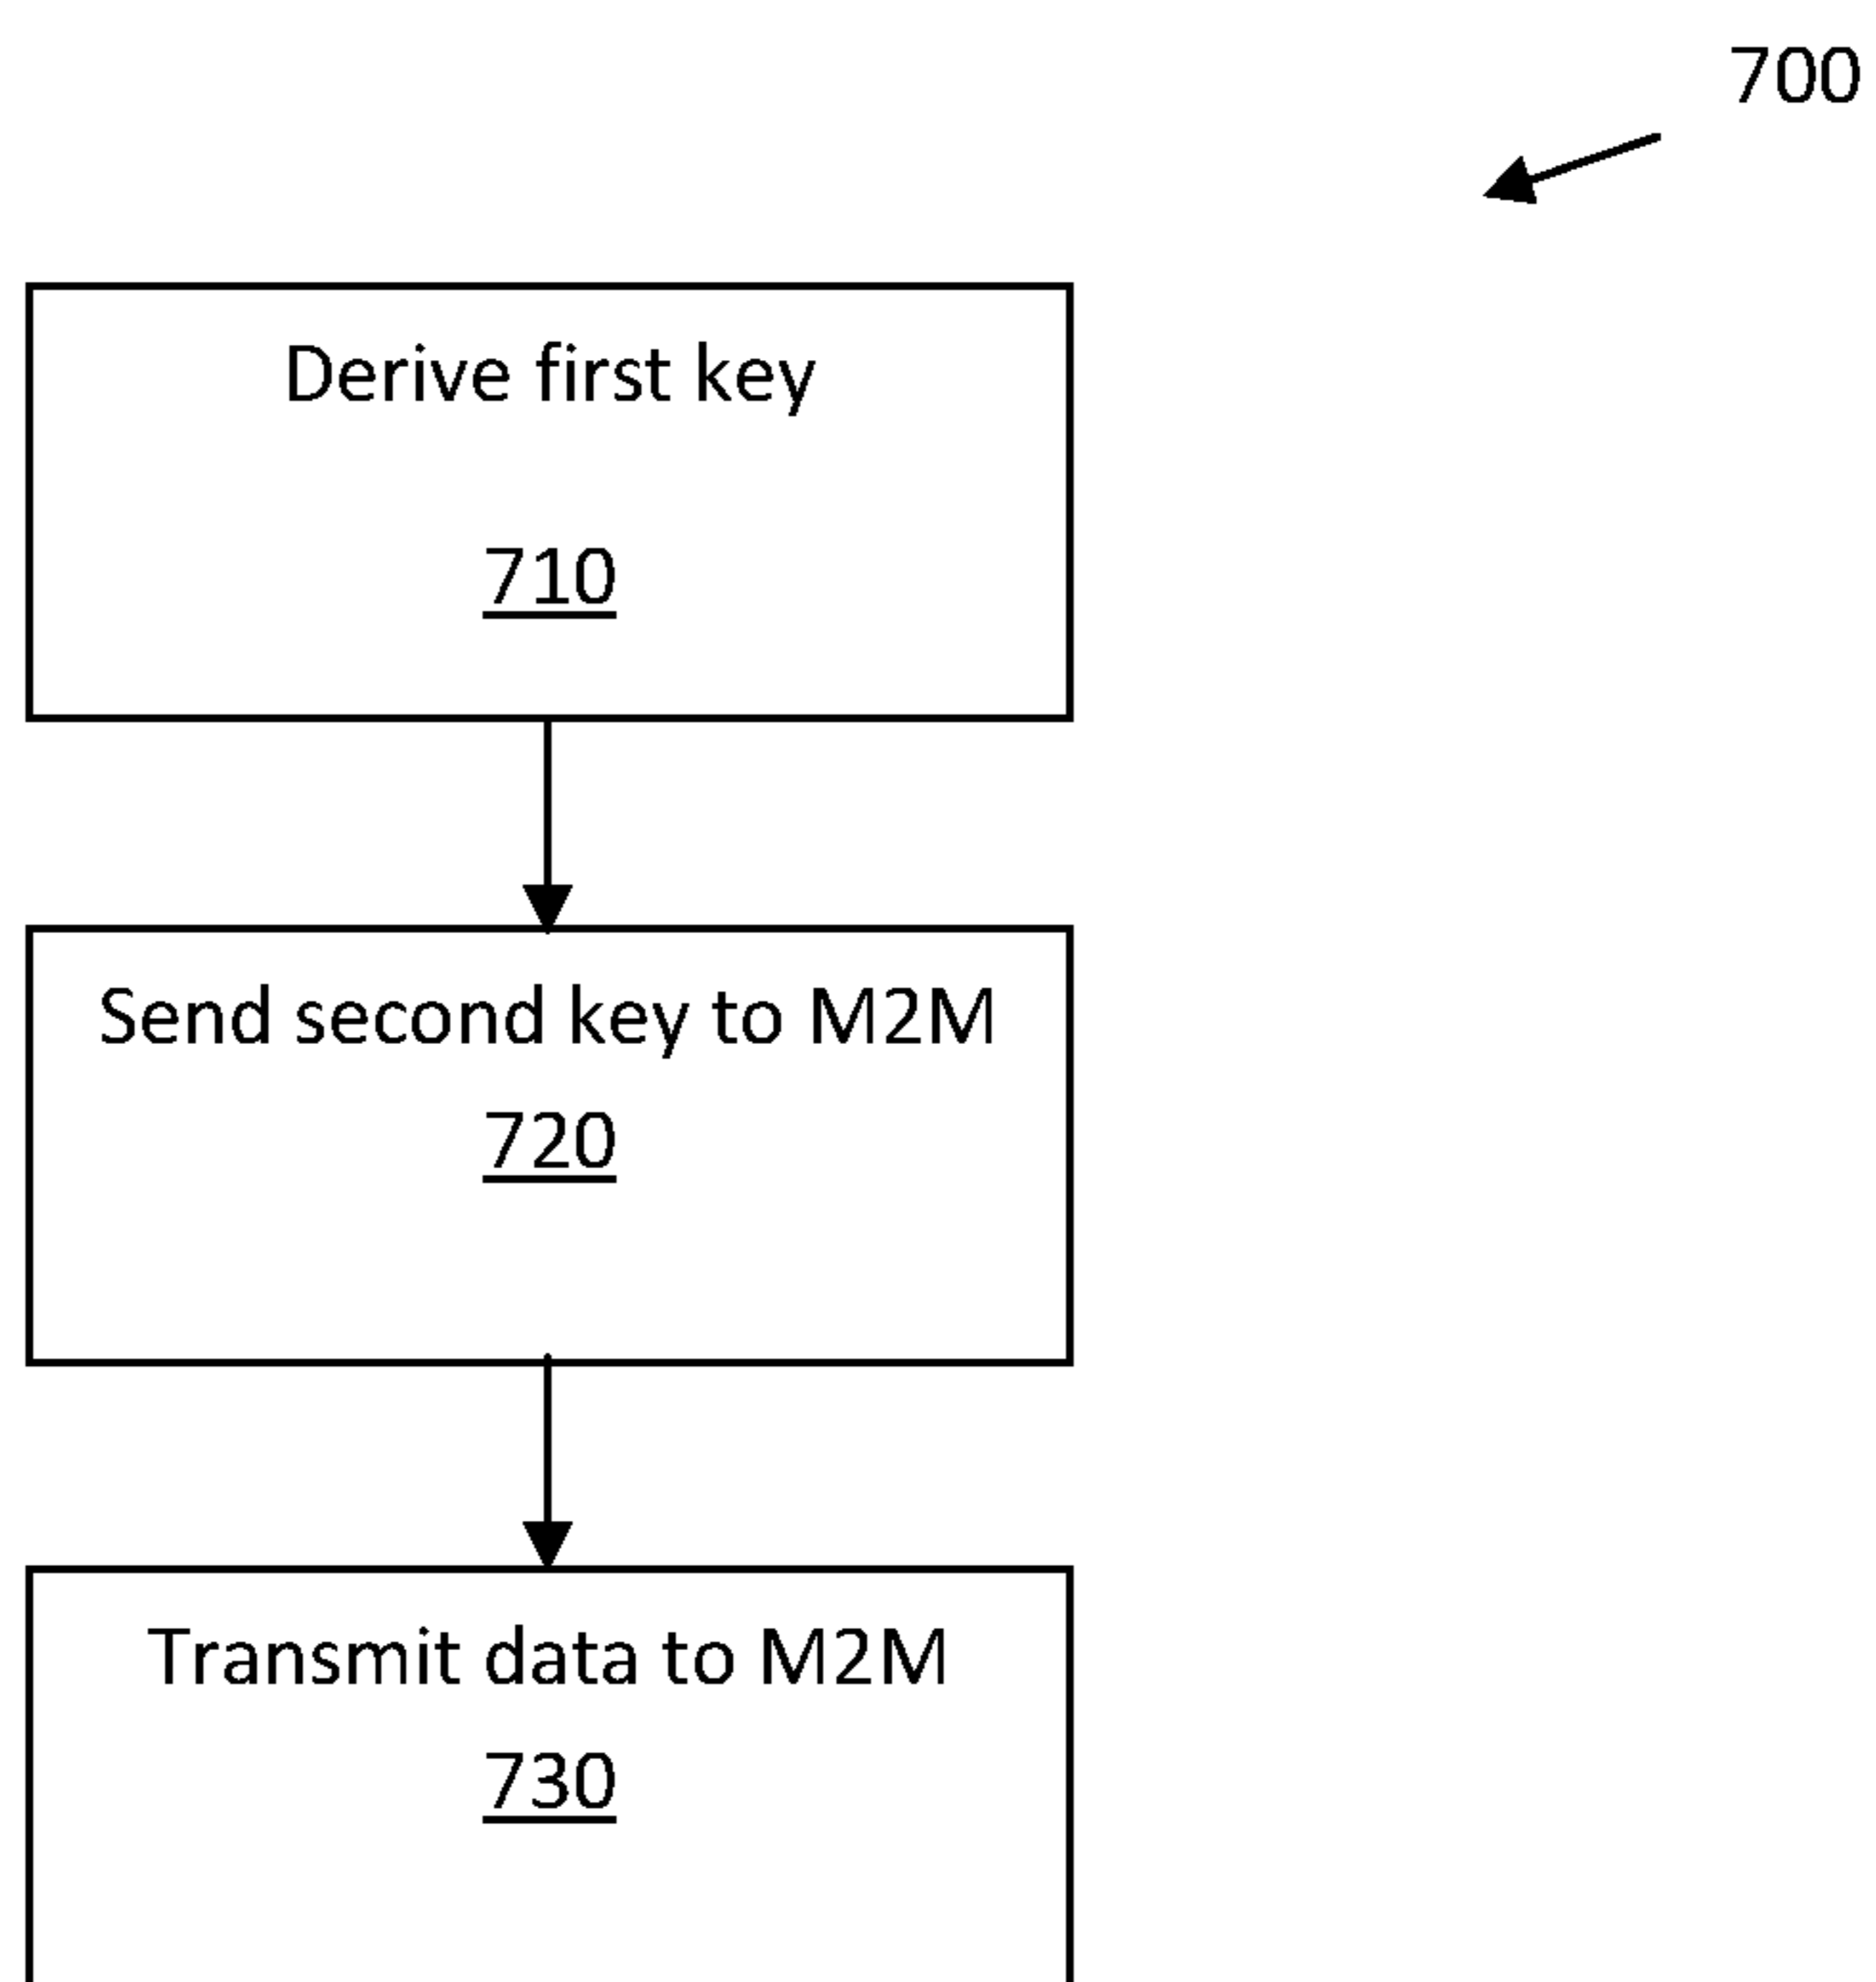 700
Derive first key
710
Send second key to M2M
720
Transmit data to M2M
730